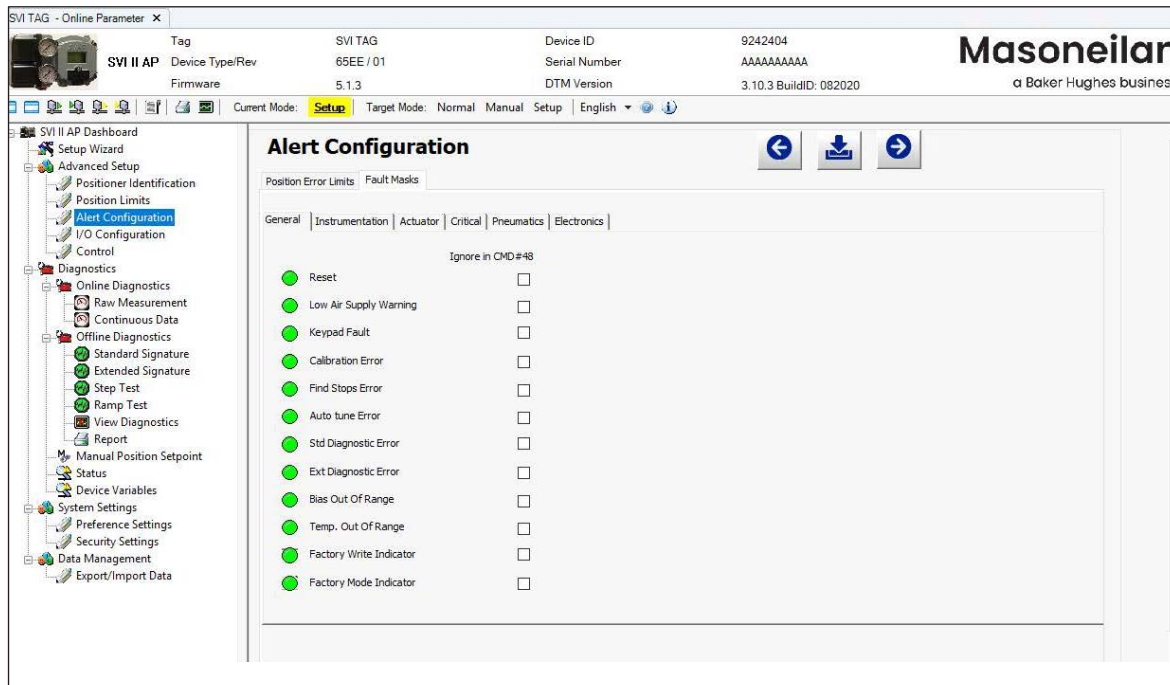 SVI TAG - Online Parameter X
SVI II AP
Tag SVI TAG Device ID 9242404
Device Type/Rev 65EE / 01 Serial Number AAAAAAAAAA
Firmware 5.1.3 DTM Version 3.10.3 BuildID: 082020
Masoneilan
a Baker Hughes busines
Current Mode: Setup Target Mode: Normal Manual Setup English
SVI II AP Dashboard
Setup Wizard
Advanced Setup
Positioner Identification
Position Limits
Alert Configuration
I/O Configuration
Control
Diagnostics
Online Diagnostics
Raw Measurement
Continuous Data
Offline Diagnostics
Standard Signature
Extended Signature
Step Test
Ramp Test
View Diagnostics
Report
Manual Position Setpoint
Status
Device Variables
System Settings
Preference Settings
Security Settings
Data Management
Export/Import Data
Alert Configuration
Position Error Limits Fault Masks
General Instrumentation Actuator Critical Pneumatics Electronics
Ignore in CMD#48
Reset
Low Air Supply Warning
Keypad Fault
Calibration Error
Find Stops Error
Auto tune Error
Std Diagnostic Error
Ext Diagnostic Error
Bias Out Of Range
Temp. Out Of Range
Factory Write Indicator
Factory Mode Indicator